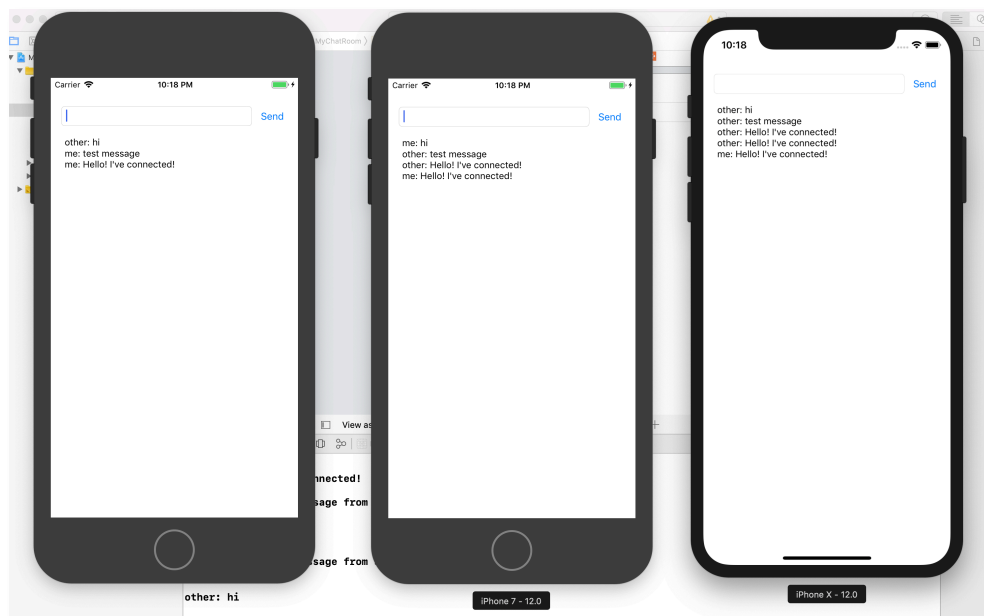 MyChatRoom
Carrier
10:18 PM
Send
other: hi
me: test message
me: Hello! I've connected!
Carrier
10:18 PM
Send
me: hi
other: test message
other: Hello! I've connected!
me: Hello! I've connected!
10:18
Send
other: hi
other: test message
other: Hello! I've connected!
other: Hello! I've connected!
me: Hello! I've connected!
View as
nnected!
sage from
ssage from
other: hi
iPhone 7 - 12.0
iPhone X - 12.0